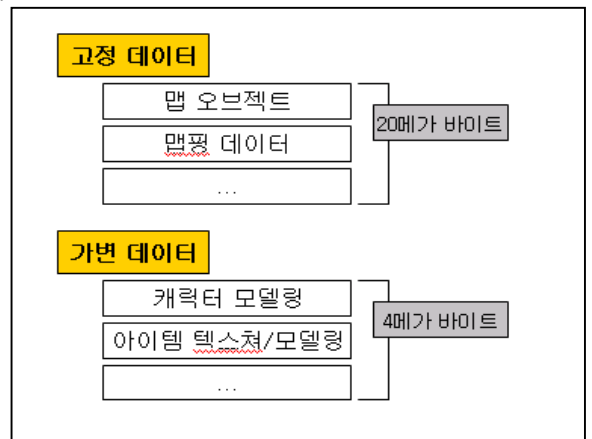 고정 데이터
맵 오브젝트
20메가 바이트
맵핑 데이터
...
가변 데이터
캐릭터 모델링
4메가 바이트
아이템 텍스쳐/모델링
...